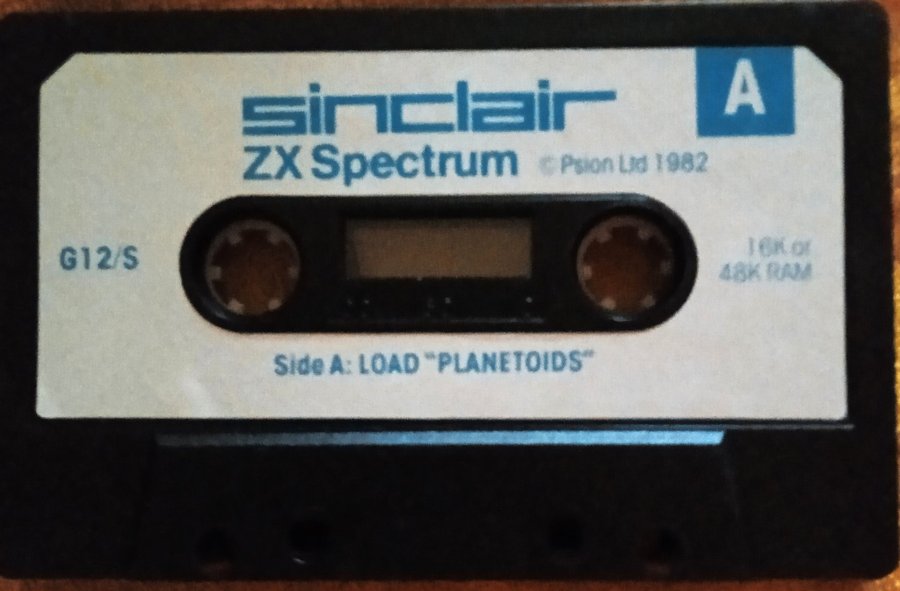 sinclair
A
ZX Spectrum © Psion Ltd 1982
G12/S
16K or
48K RAM
Side A: LOAD "PLANETOIDS"